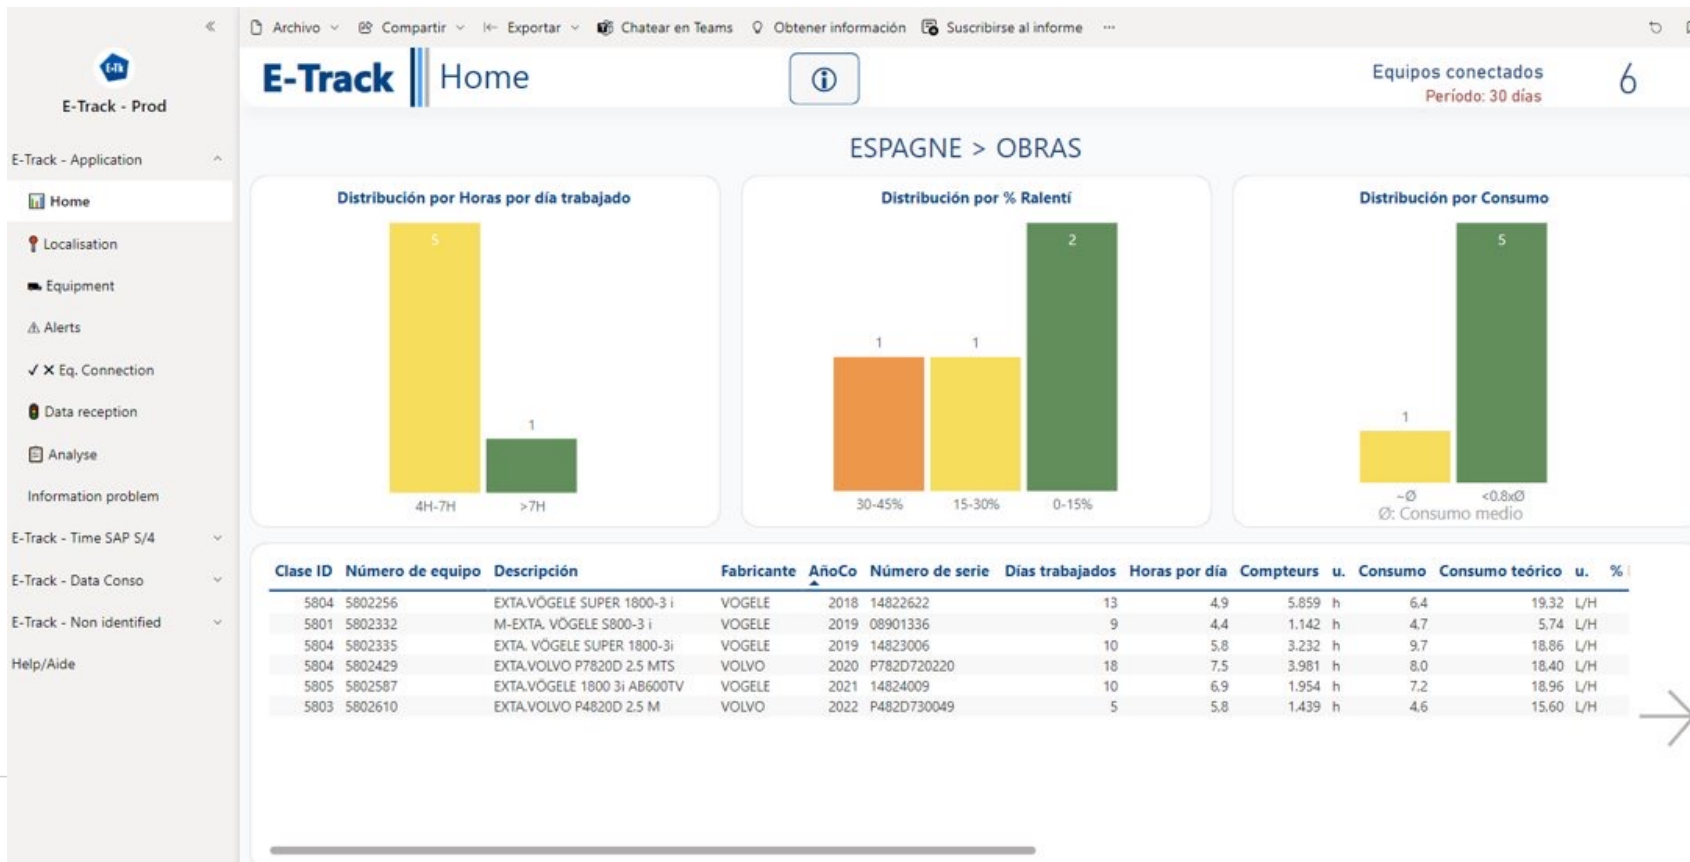 Archivo Compartir Exportar Chatear en Teams Obtener información Suscribirse al informe ...
E-Tk
E-Track - Prod
E-Track - Application
Home
Localisation
Equipment
Alerts
Eq. Connection
Data reception
Analyse
Information problem
E-Track - Time SAP S/4
E-Track - Data Conso
E-Track - Non identified
Help/Aide
E-Track Home
Equipos conectados 6
Período: 30 días
ESPAGNE > OBRAS
Distribución por Horas por día trabajado
5
1
4H-7H >7H
Distribución por % Ralentí
2
1 1
30-45% 15-30% 0-15%
Distribución por Consumo
5
1
~Ø <0.8xØ
Ø: Consumo medio
Clase ID Número de equipo Descripción Fabricante AñoCo Número de serie Días trabajados Horas por día Compteurs u. Consumo Consumo teórico u. %
5804 5802256 EXTA.VÖGELE SUPER 1800-3 i VOGELE 2018 14822622 13 4,9 5.859 h 6,4 19.32 L/H
5801 5802332 M-EXTA. VÖGELE S800-3 i VOGELE 2019 08901336 9 4,4 1.142 h 4,7 5,74 L/H
5804 5802335 EXTA. VÖGELE SUPER 1800-3i VOGELE 2019 14823006 10 5,8 3.232 h 9,7 18,86 L/H
5804 5802429 EXTA.VOLVO P7820D 2.5 MTS VOLVO 2020 P782D720220 18 7,5 3.981 h 8,0 18,40 L/H
5805 5802587 EXTA.VÖGELE 1800 3i AB600TV VOGELE 2021 14824009 10 6,9 1.954 h 7,2 18,96 L/H
5803 5802610 EXTA.VOLVO P4820D 2.5 M VOLVO 2022 P482D730049 5 5,8 1.439 h 4,6 15,60 L/H